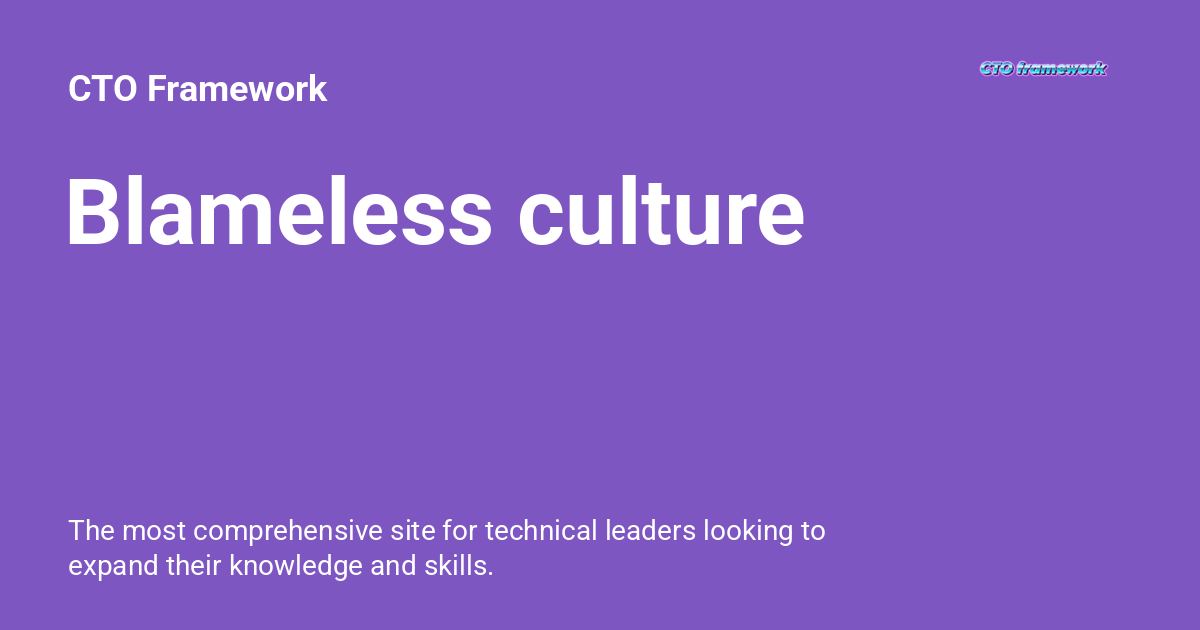 CTO Framework
CTO framework
Blameless culture
The most comprehensive site for technical leaders looking to
expand their knowledge and skills.